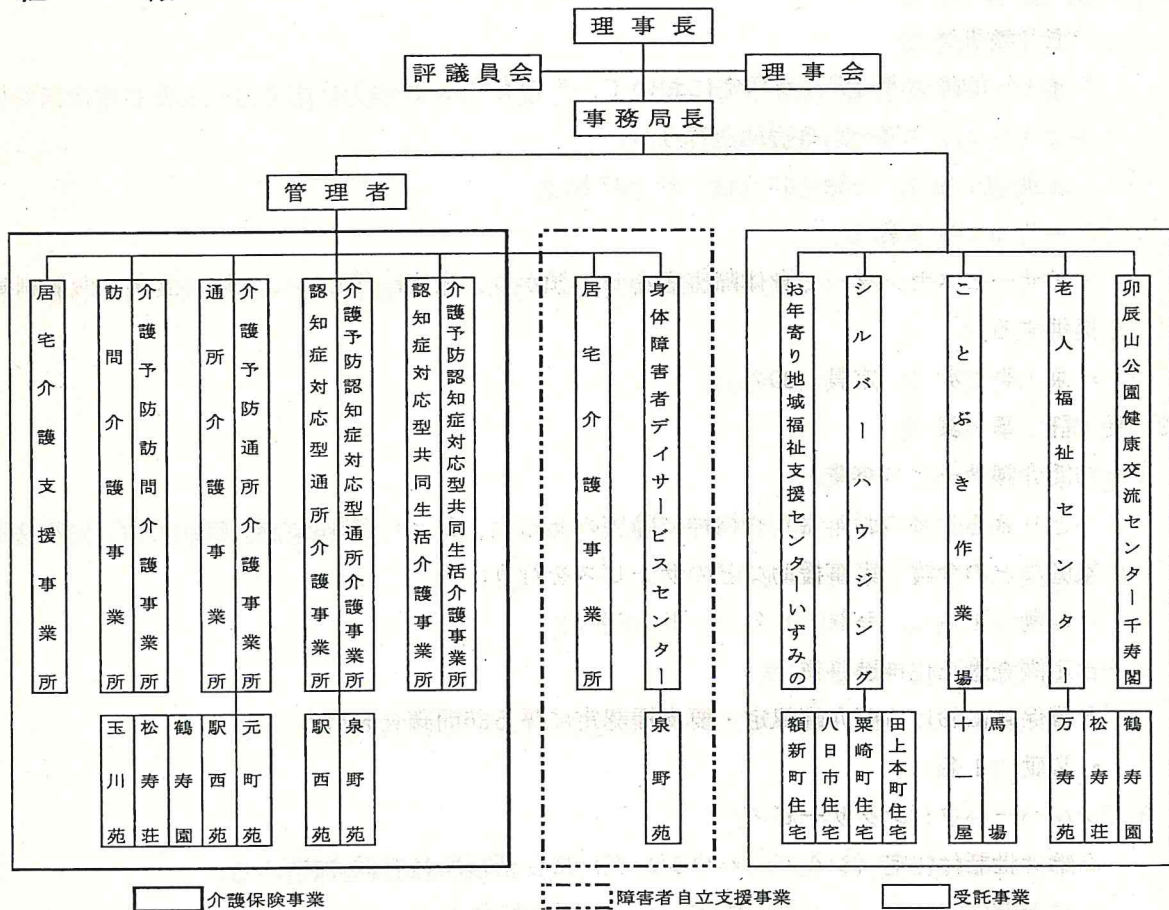 理事長
評議員会
理事会
事務局長
管理者
居宅介護支援事業所
訪問介護事業所
介護予防訪問介護事業所
通所介護事業所
介護予防通所介護事業所
認知症対応型通所介護事業所
介護予防認知症対応型通所介護事業所
認知症対応型共同生活介護事業所
介護予防認知症対応型共同生活介護事業所
居宅介護事業所
身体障害者デイサービスセンター
お年寄り地域福祉支援センターいずみの
シルバーハウジング
ことぶき作業場
老人福祉センター
卯辰山公園健康交流センター千寿閣
玉川苑
松寿荘
鶴寿園
駅西苑
元町苑
駅西苑
泉野苑
泉野苑
額新町住宅
八日市住宅
粟崎町住宅
田上本町住宅
十一屋
馬場
万寿苑
松寿荘
鶴寿園
介護保険事業
障害者自立支援事業
受託事業